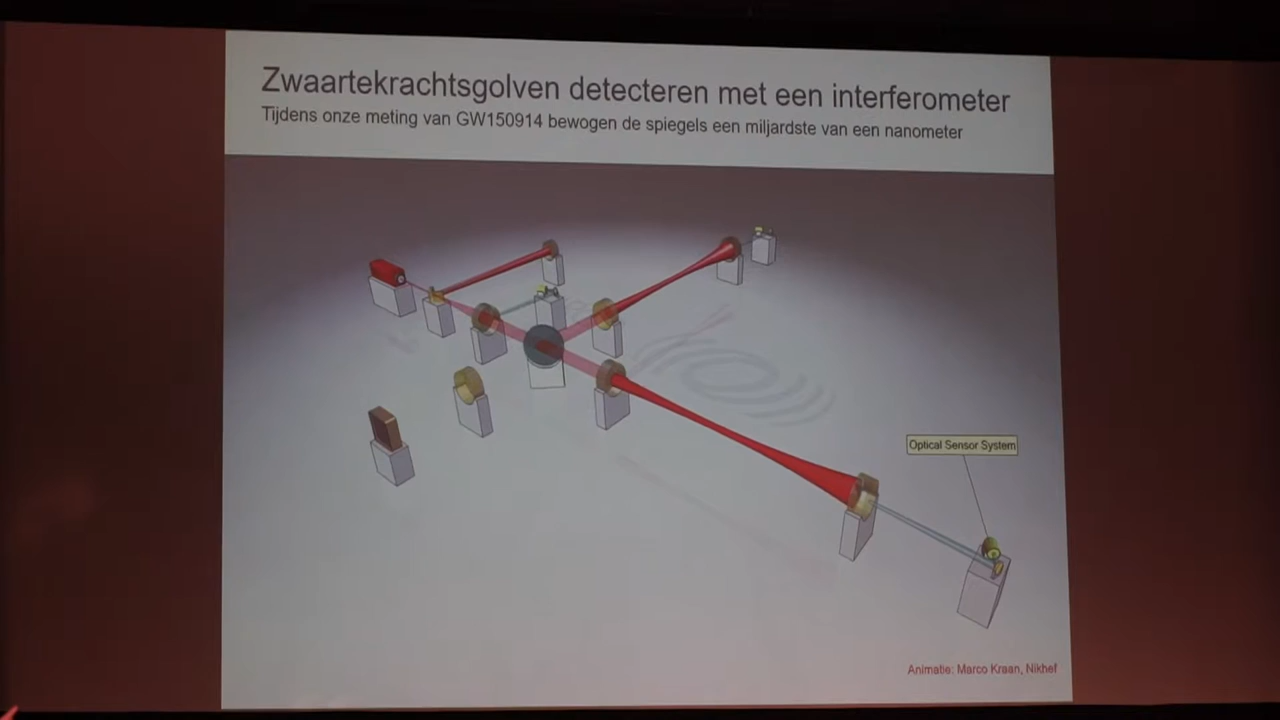 Zwaartekrachtsgolven detecteren met een interferometer
Tijdens onze meting van GW150914 bewogen de spiegels een miljardste van een nanometer
Optical Sensor System
Animatie: Marco Kraan, Nikhef